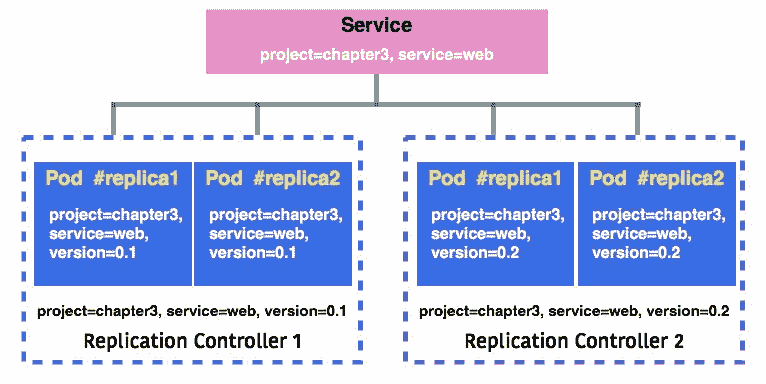 Service
project=chapter3, service=web
Pod #replica1
project=chapter3,
service=web,
version=0.1
Pod #replica2
project=chapter3,
service=web,
version=0.1
project=chapter3, service=web, version=0.1
Replication Controller 1
Pod #replica1
project=chapter3,
service=web,
version=0.2
Pod #replica2
project=chapter3,
service=web,
version=0.2
project=chapter3, service=web, version=0.2
Replication Controller 2